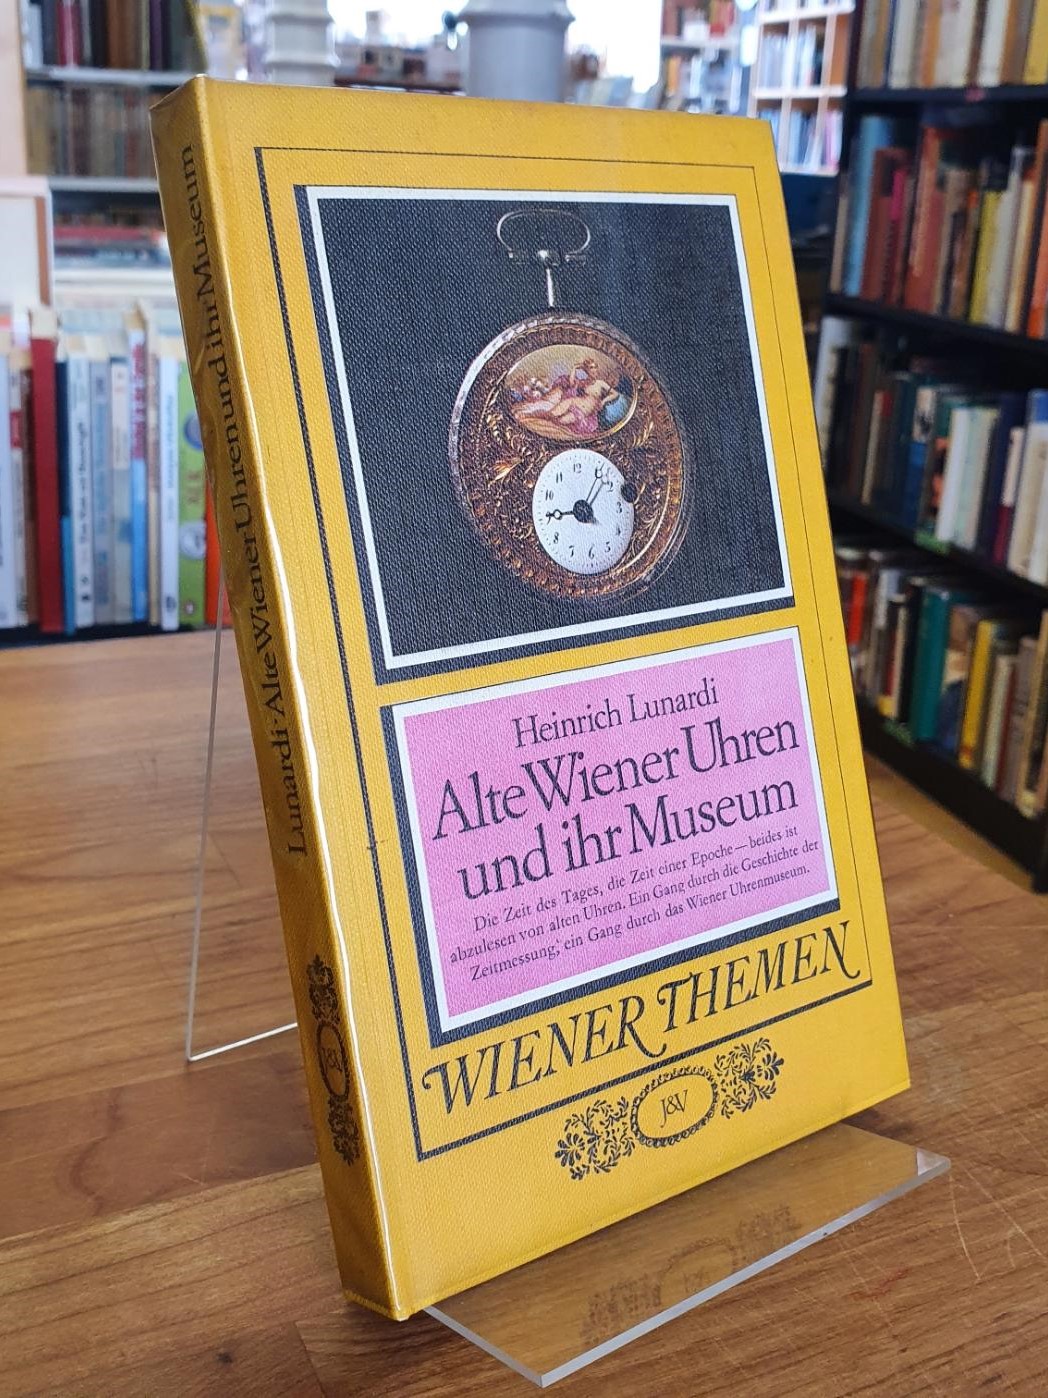 Lunardi · Alte Wiener Uhren und ihr Museum
J&V
Heinrich Lunardi
Alte Wiener Uhren
und ihr Museum
Die Zeit des Tages, die Zeit einer Epoche — beides ist
abzulesen von alten Uhren. Ein Gang durch die Geschichte der
Zeitmessung; ein Gang durch das Wiener Uhrenmuseum.
WIENER THEMEN
J&V